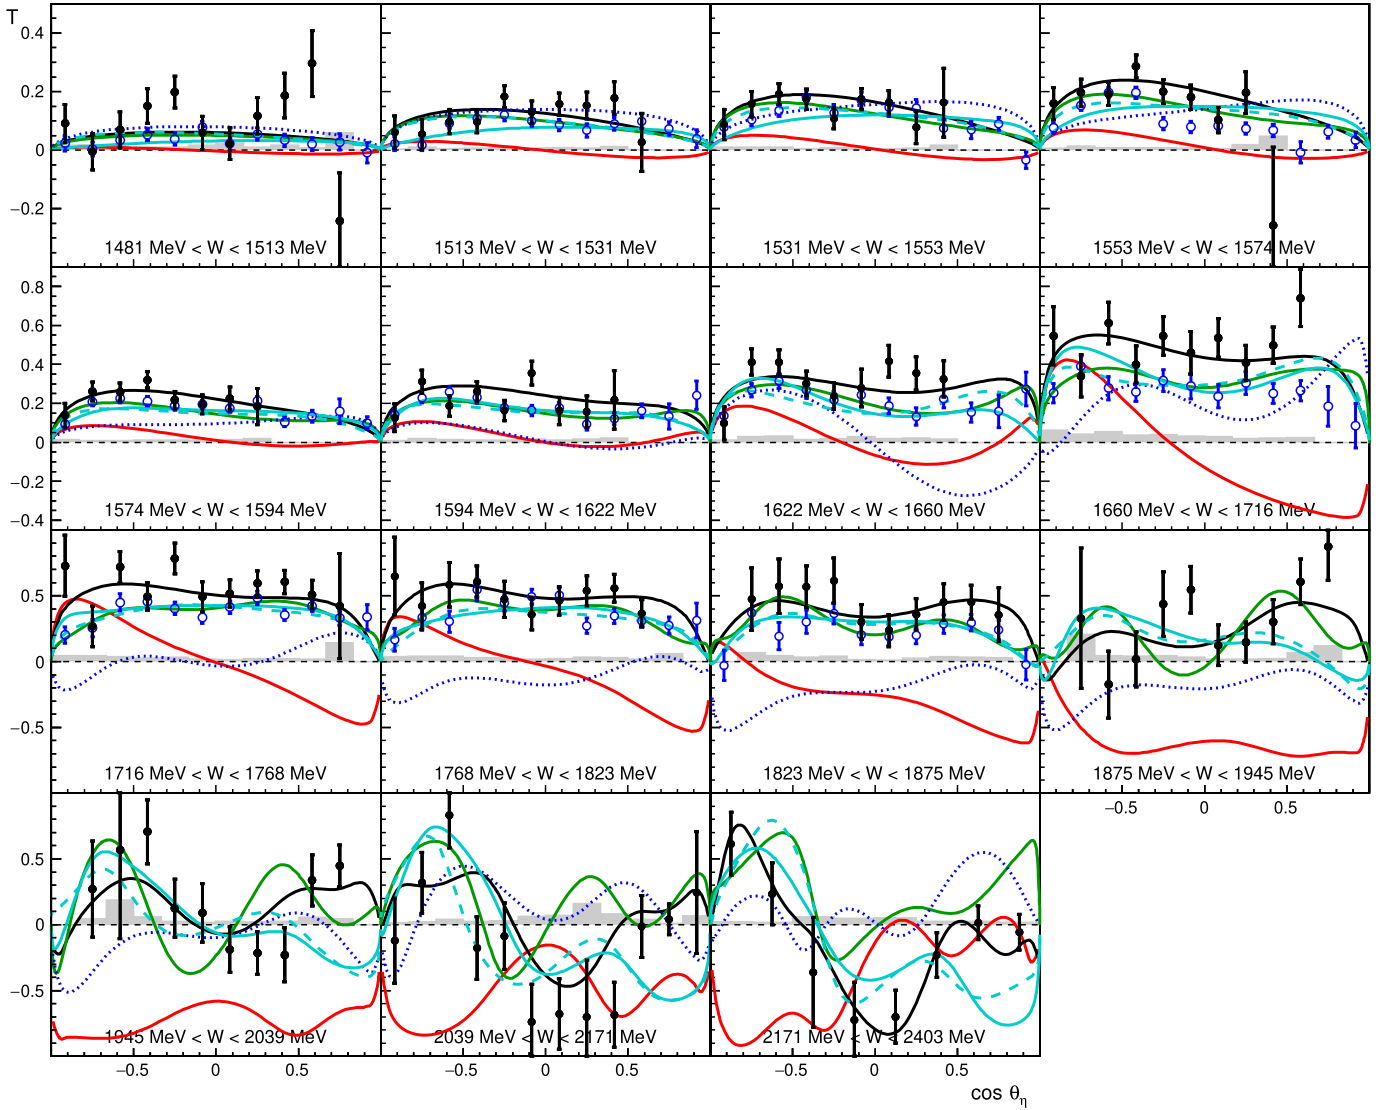 T
0.4
0.2
0
−0.2
1481 MeV < W < 1513 MeV
1513 MeV < W < 1531 MeV
1531 MeV < W < 1553 MeV
1553 MeV < W < 1574 MeV
0.8
0.6
0.4
0.2
0
−0.2
−0.4
1574 MeV < W < 1594 MeV
1594 MeV < W < 1622 MeV
1622 MeV < W < 1660 MeV
1660 MeV < W < 1716 MeV
0.5
0
−0.5
1716 MeV < W < 1768 MeV
1768 MeV < W < 1823 MeV
1823 MeV < W < 1875 MeV
1875 MeV < W < 1945 MeV
−0.5 0 0.5
0.5
0
−0.5
1945 MeV < W < 2039 MeV
2039 MeV < W < 2171 MeV
2171 MeV < W < 2403 MeV
−0.5 0 0.5 −0.5 0 0.5 −0.5 0 0.5
cos θη